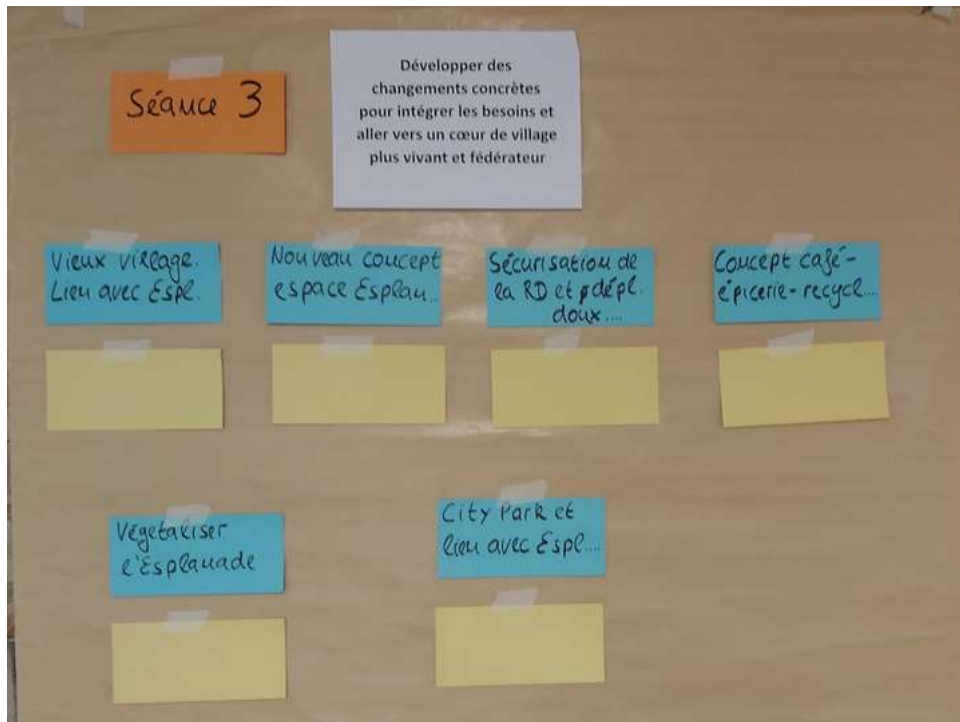 Séance 3
Développer des
changements concrètes
pour intégrer les besoins et
aller vers un cœur de village
plus vivant et fédérateur
Vieux village.
Lien avec Espl.
Nouveau concept
espace Esplan...
Sécurisation de
la RD et dépl.
doux....
Concept café-
épicerie-recycl....
Végetaliser
l'Esplanade
City Park et
lien avec Espl....